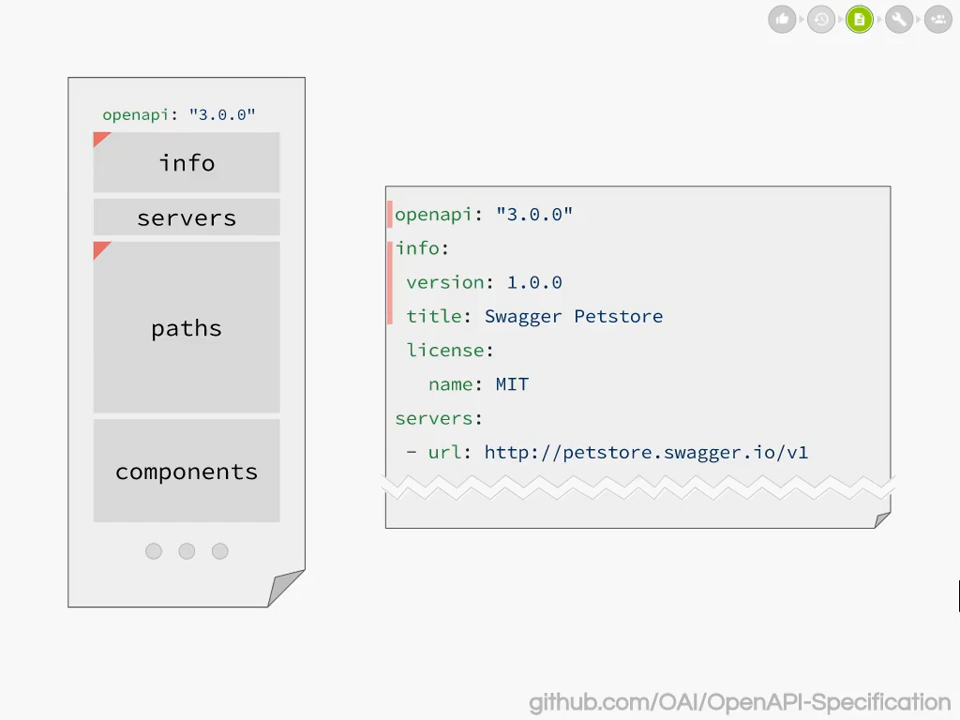 openapi: "3.0.0"
info
servers
paths
components
openapi: "3.0.0"
info:
version: 1.0.0
title: Swagger Petstore
license:
name: MIT
servers:
- url: http://petstore.swagger.io/v1
github.com/OAI/OpenAPI-Specification